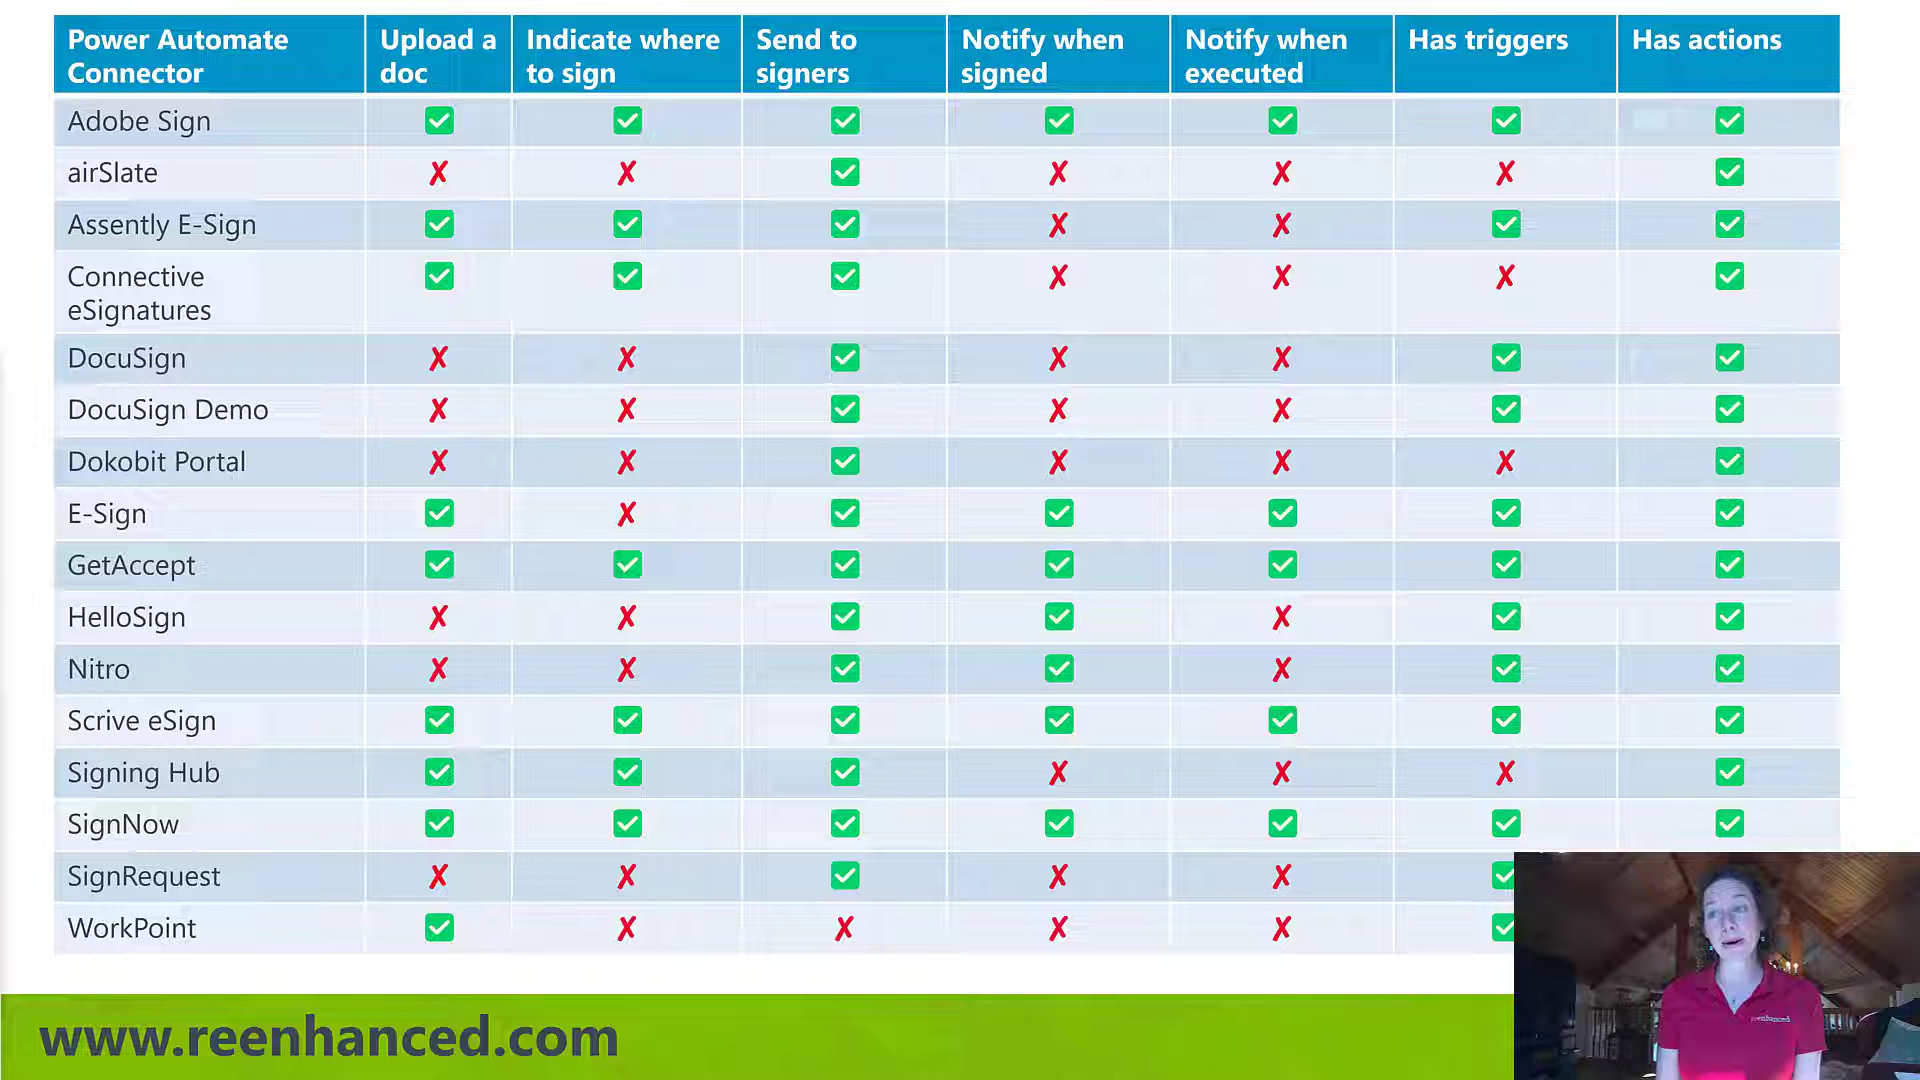 Power Automate Connector
Upload a doc
Indicate where to sign
Send to signers
Notify when signed
Notify when executed
Has triggers
Has actions
Adobe Sign ✅ ✅ ✅ ✅ ✅ ✅ ✅
airSlate ✗ ✗ ✅ ✗ ✗ ✗ ✅
Assently E-Sign ✅ ✅ ✅ ✗ ✗ ✅ ✅
Connective eSignatures ✅ ✅ ✅ ✗ ✗ ✗ ✅
DocuSign ✗ ✗ ✅ ✗ ✗ ✅ ✅
DocuSign Demo ✗ ✗ ✅ ✗ ✗ ✅ ✅
Dokobit Portal ✗ ✗ ✅ ✗ ✗ ✗ ✅
E-Sign ✅ ✗ ✅ ✅ ✅ ✅ ✅
GetAccept ✅ ✅ ✅ ✅ ✅ ✅ ✅
HelloSign ✗ ✗ ✅ ✅ ✗ ✅ ✅
Nitro ✗ ✗ ✅ ✅ ✗ ✅ ✅
Scrive eSign ✅ ✅ ✅ ✅ ✅ ✅ ✅
Signing Hub ✅ ✅ ✅ ✗ ✗ ✗ ✅
SignNow ✅ ✅ ✅ ✅ ✅ ✅ ✅
SignRequest ✗ ✗ ✅ ✗ ✗ ✅
WorkPoint ✅ ✗ ✗ ✗ ✗ ✅
www.reenhanced.com
reenhanced